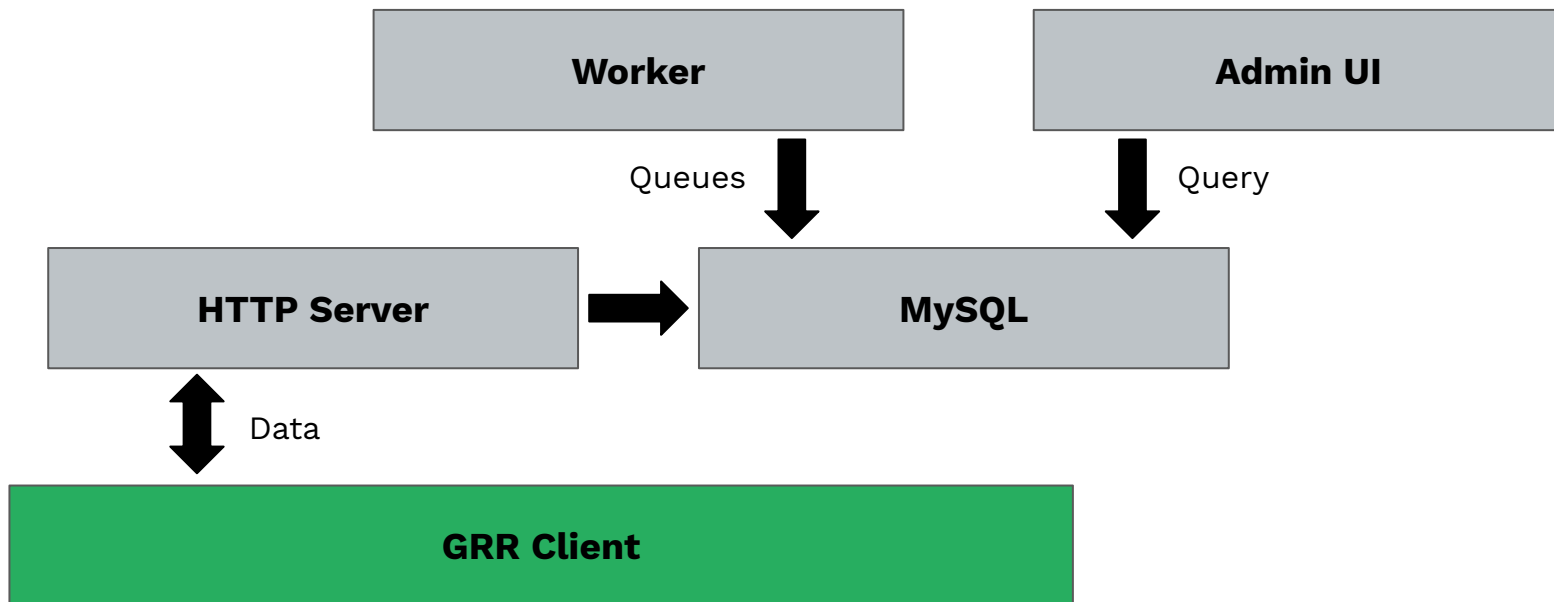 Worker
Admin UI
Queues
Query
HTTP Server
MySQL
Data
GRR Client